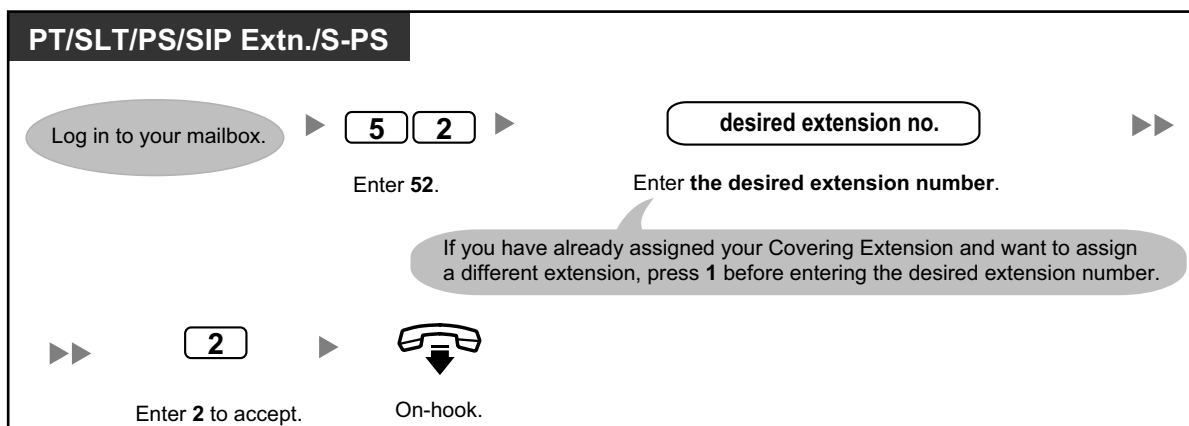 PT/SLT/PS/SIP Extn./S-PS
Log in to your mailbox.
5 2
desired extension no.
Enter 52.
Enter the desired extension number.
If you have already assigned your Covering Extension and want to assign
a different extension, press 1 before entering the desired extension number.
2
Enter 2 to accept.
On-hook.